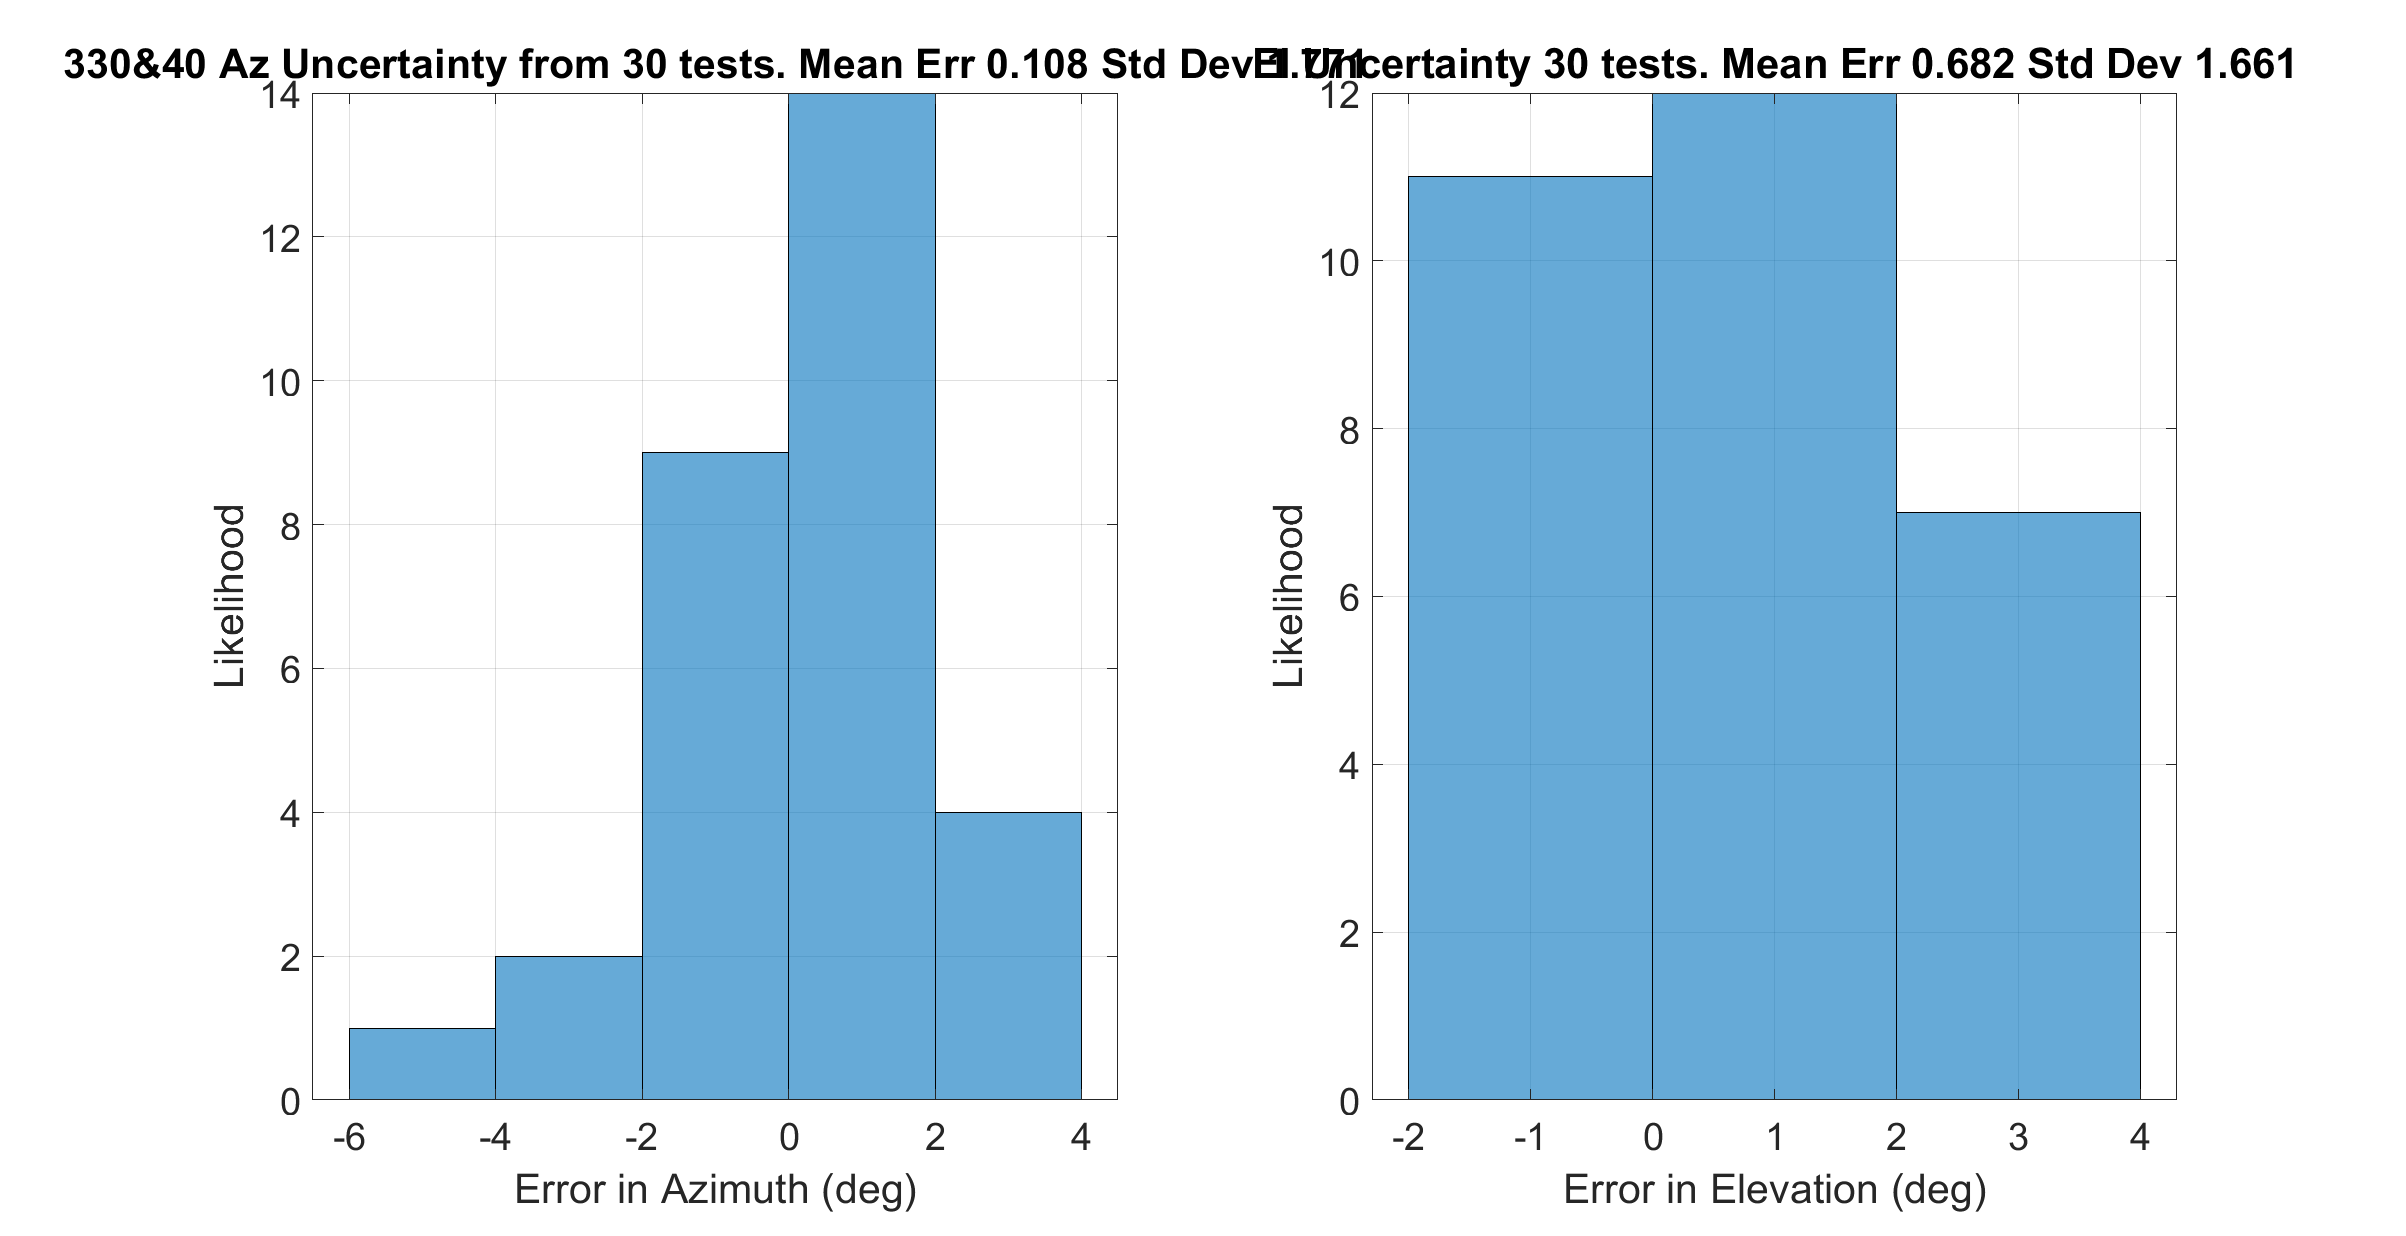 330&40 Az Uncertainty from 30 tests. Mean Err 0.108 Std Dev 1.771
El Uncertainty 30 tests. Mean Err 0.682 Std Dev 1.661
14
12
10
8
6
4
2
0
Likelihood
-6 -4 -2 0 2 4
Error in Azimuth (deg)
12
10
8
6
4
2
0
Likelihood
-2 -1 0 1 2 3 4
Error in Elevation (deg)